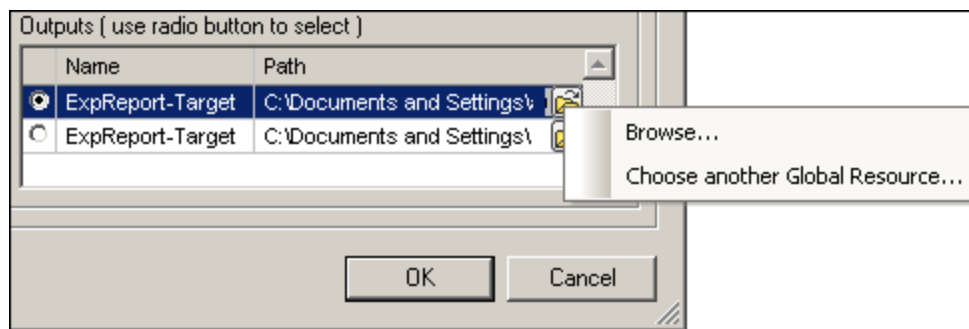 Outputs ( use radio button to select )
Name Path
ExpReport-Target C:\Documents and Settings\
ExpReport-Target C:\Documents and Settings\
Browse...
Choose another Global Resource...
OK Cancel